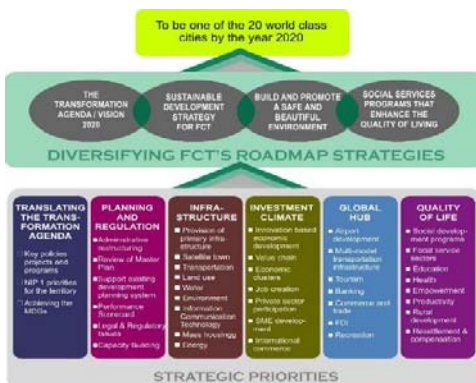 To be one of the 20 world class
cities by the year 2020
THE
TRANSFORMATION
AGENDA / VISION
2020
SUSTAINABLE
DEVELOPMENT
STRATEGY
FOR FCT
BUILD AND PROMOTE
A SAFE AND
BEAUTIFUL
ENVIRONMENT
SOCIAL SERVICES
PROGRAMS THAT
ENHANCE THE
QUALITY OF LIVING
DIVERSIFYING FCT'S ROADMAP STRATEGIES
TRANSLATING
THE TRANS-
FORMATION
AGENDA
Key policies
projects and
programs
NIP 1 priorities
for the territory
Achieving the
MDGs
PLANNING
AND
REGULATION
Administrative
restructuring
Review of Master
Plan
Support existing
development
planning system
Performance
Scorecard
Legal & Regulatory
Issues
Capacity Building
INFRA-
STRUCTURE
Provision of
primary infra-
structure
Satellite town
Transportation
Land use
Water
Environment
Information
Communication
Technology
Mass housingg
Energy
INVESTMENT
CLIMATE
Innovation based
economic
development
Value chain
Economic
clusters
Job creation
Private sector
participation
SME develop-
ment
International
commerce
GLOBAL
HUB
Airport
development
Multi-modal
transportation
infrastructure
Tourism
Banking
Commerce and
trade
FDI
Recreation
QUALITY
OF LIFE
Social develop-
ment programs
Focal service
sectors
Education
Health
Empowerment
Productivity
Rural
development
Resettlement &
compensation
STRATEGIC PRIORITIES